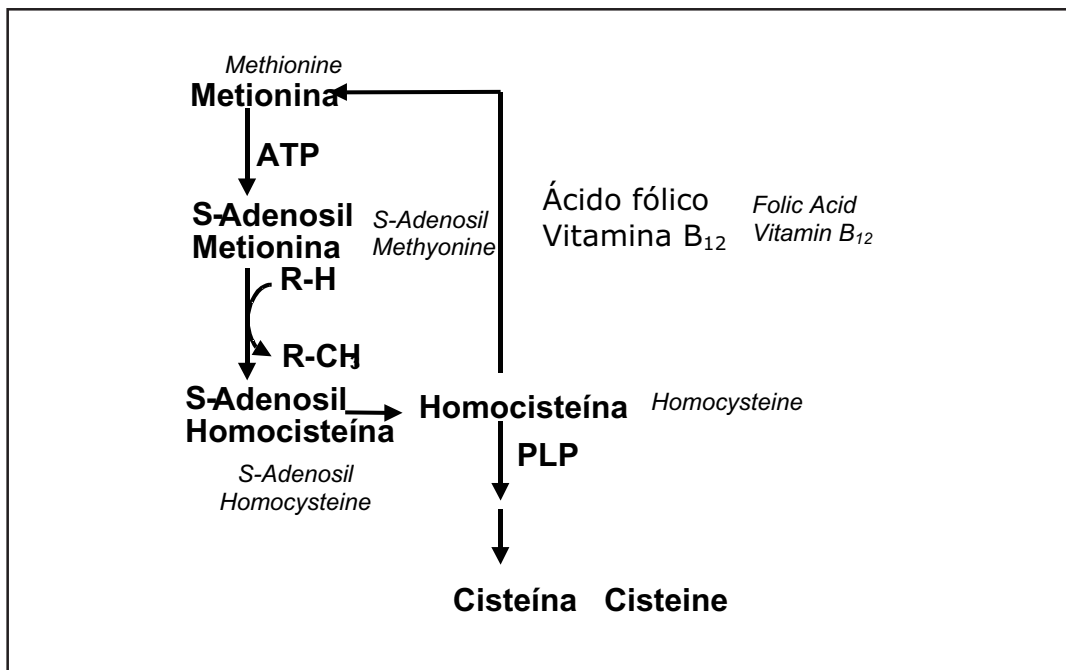 Methionine
Metionina
ATP
S-Adenosil
Metionina
S-Adenosil
Methyonine
Ácido fólico
Vitamina B₁₂
Folic Acid
Vitamin B₁₂
R-H
R-CH₃
S-Adenosil
Homocisteína
Homocisteína
Homocysteine
PLP
S-Adenosil
Homocysteine
Cisteína Cisteine